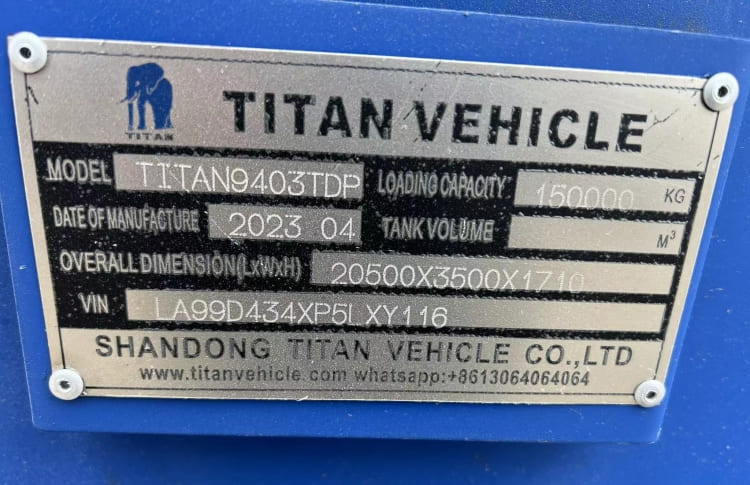 TITAN
TITAN VEHICLE
MODEL TITAN9403TDP LOADING CAPACITY 150000 KG
DATE OF MANUFACTURE 2023 04 TANK VOLUME M³
OVERALL DIMENSION(LxWxH) 20500X3500X1710
VIN LA99D434XP5LXY116
SHANDONG TITAN VEHICLE CO.,LTD
www.titanvehicle.com whatsapp:+8613064064064